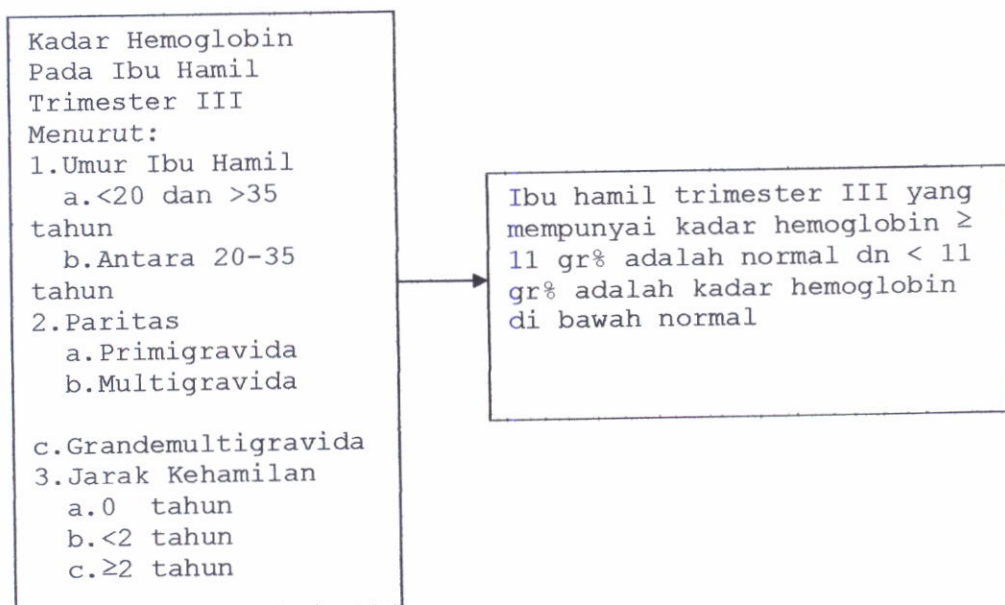 Kadar Hemoglobin
Pada Ibu Hamil
Trimester III
Menurut:
1.Umur Ibu Hamil
a.<20 dan >35
tahun
b.Antara 20-35
tahun
2.Paritas
a.Primigravida
b.Multigravida
c.Grandemultigravida
3.Jarak Kehamilan
a.0 tahun
b.<2 tahun
c.≥2 tahun
Ibu hamil trimester III yang
mempunyai kadar hemoglobin ≥
11 gr% adalah normal dn < 11
gr% adalah kadar hemoglobin
di bawah normal